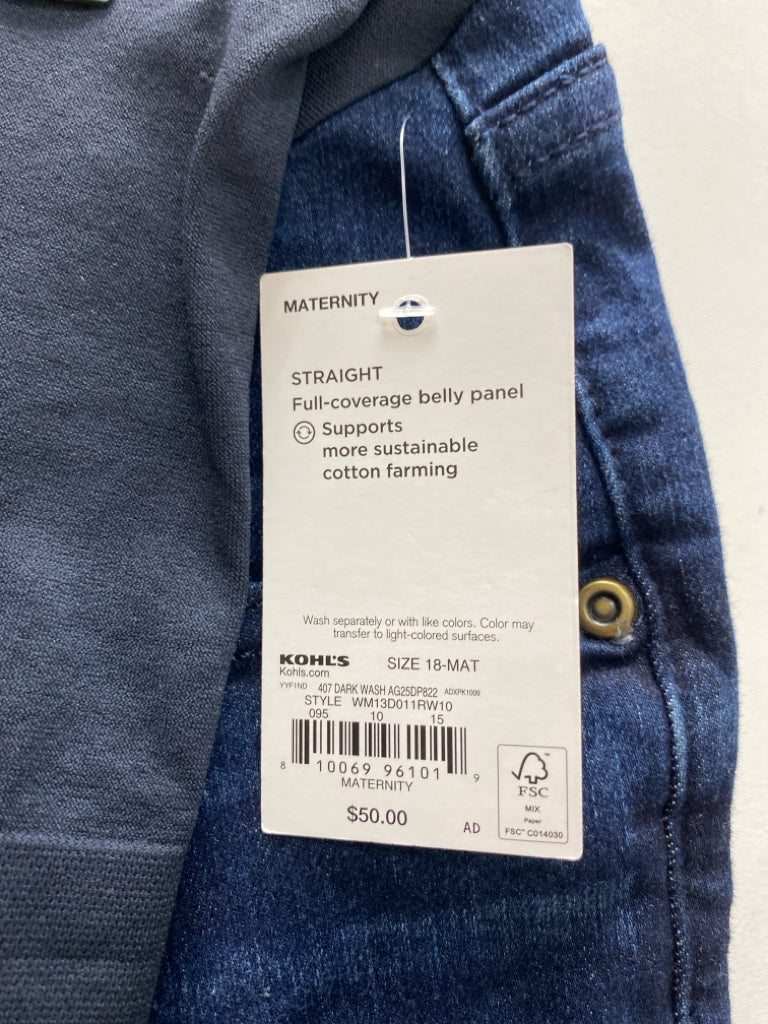 MATERNITY
STRAIGHT
Full-coverage belly panel
Supports
more sustainable
cotton farming
Wash separately or with like colors. Color may
transfer to light-colored surfaces.
KOHL'S SIZE 18-MAT
Kohls.com
YYF1ND 407 DARK WASH AG25DP822 ADXPK1009
STYLE WM13D011RW10
095 10 15
8 10069 96101 9
MATERNITY
$50.00
AD
FSC
MIX
Paper
FSC™ C014030